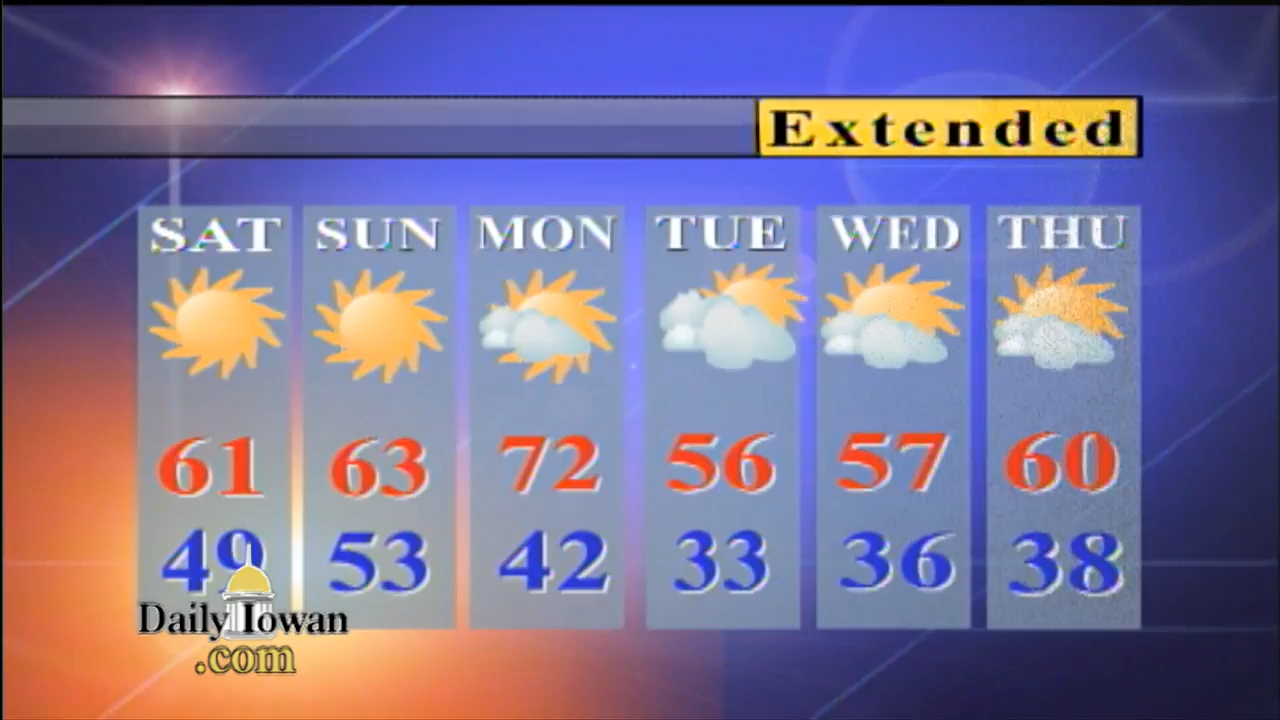 Extended
SAT SUN MON TUE WED THU
61 63 72 56 57 60
49 53 42 33 36 38
Daily Iowan
.com